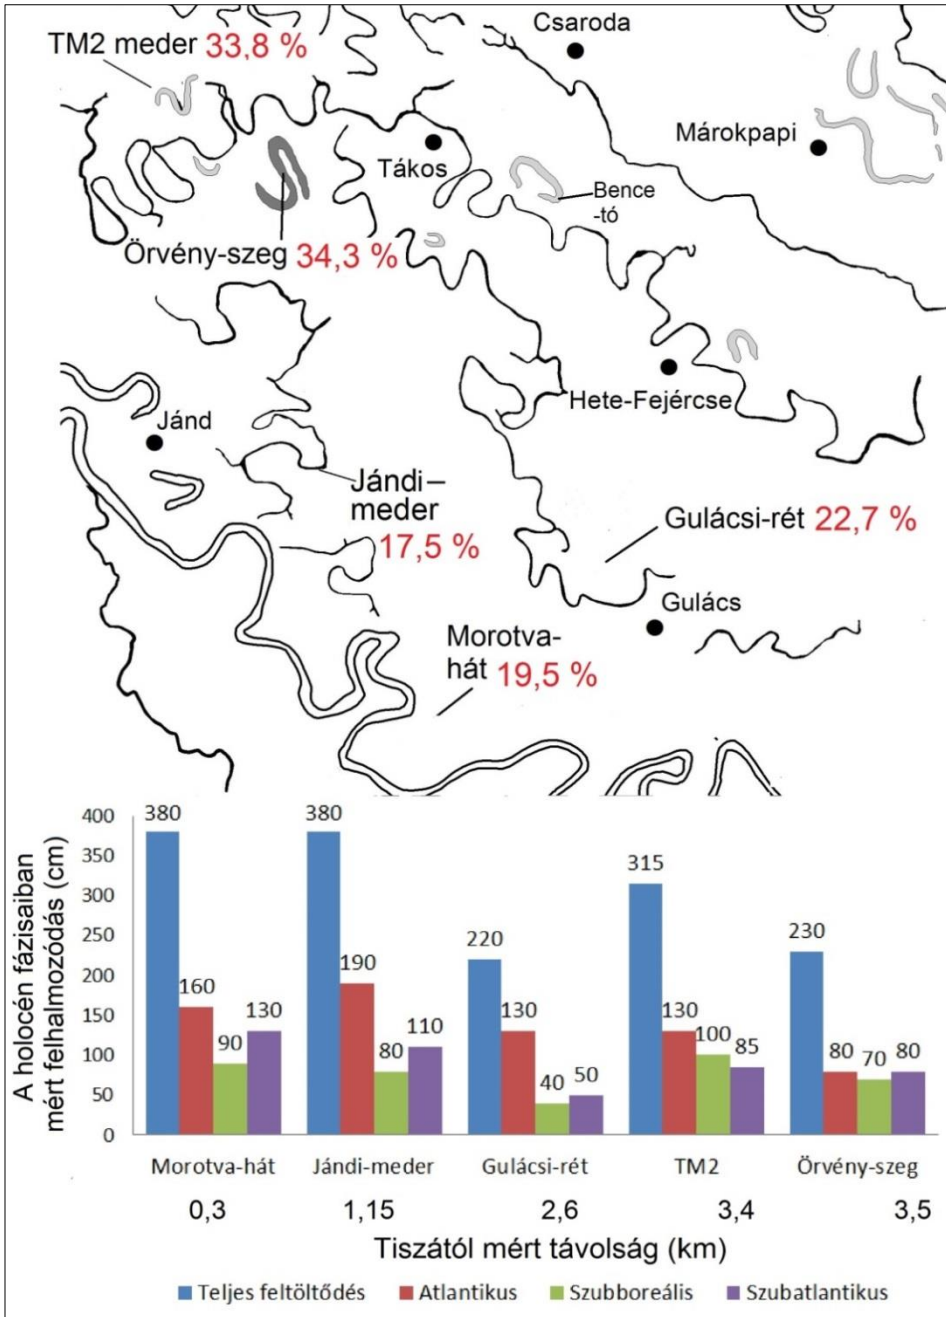 Csaroda
TM2 meder 33,8 %
Márokpapi
Tákos
Bence
-tó
Örvény-szeg 34,3 %
Hete-Fejércse
Jánd
Jándi–
meder
17,5 %
Gulácsi-rét 22,7 %
Gulács
Morotva-
hát 19,5 %
A holocén fázisaiban
mért felhalmozódás (cm)
400
350
300
250
200
150
100
50
0
380 160 90 130
380 190 80 110
220 130 40 50
315 130 100 85
230 80 70 80
Morotva-hát Jándi-meder Gulácsi-rét TM2 Örvény-szeg
0,3 1,15 2,6 3,4 3,5
Tiszától mért távolság (km)
Teljes feltöltődés Atlantikus Szubboreális Szubatlantikus